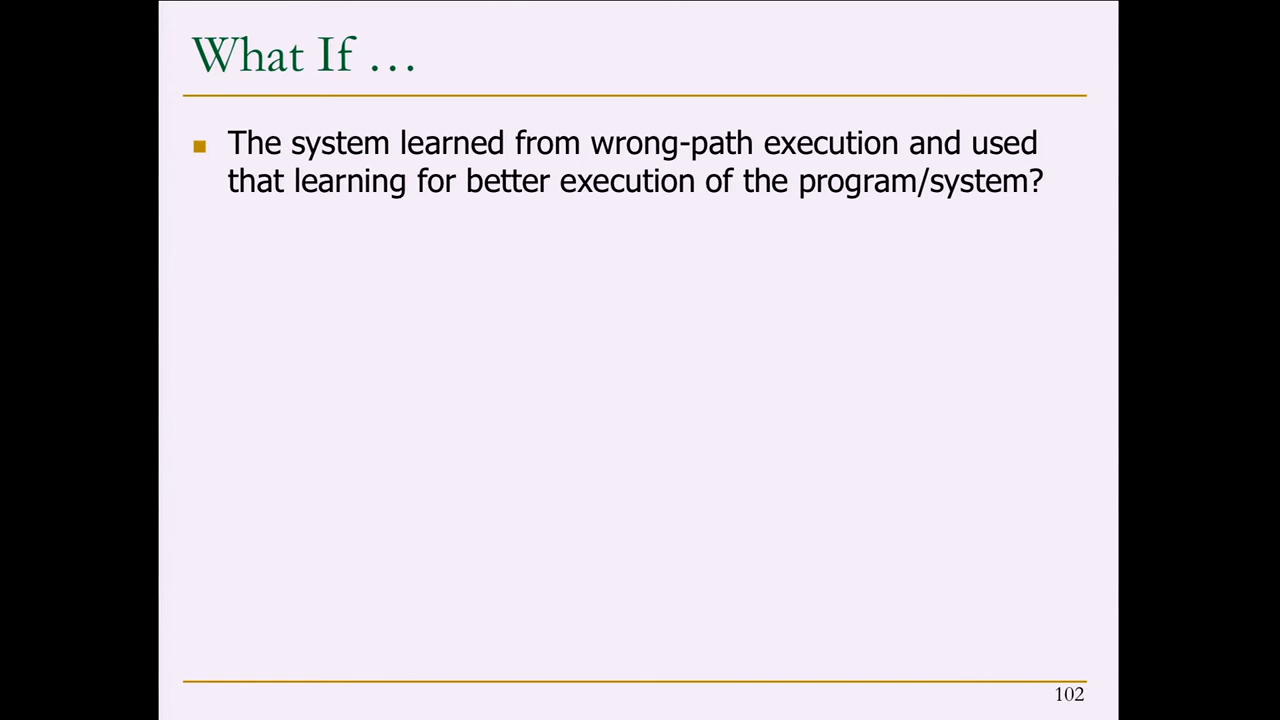 What If …
The system learned from wrong-path execution and used
that learning for better execution of the program/system?
102